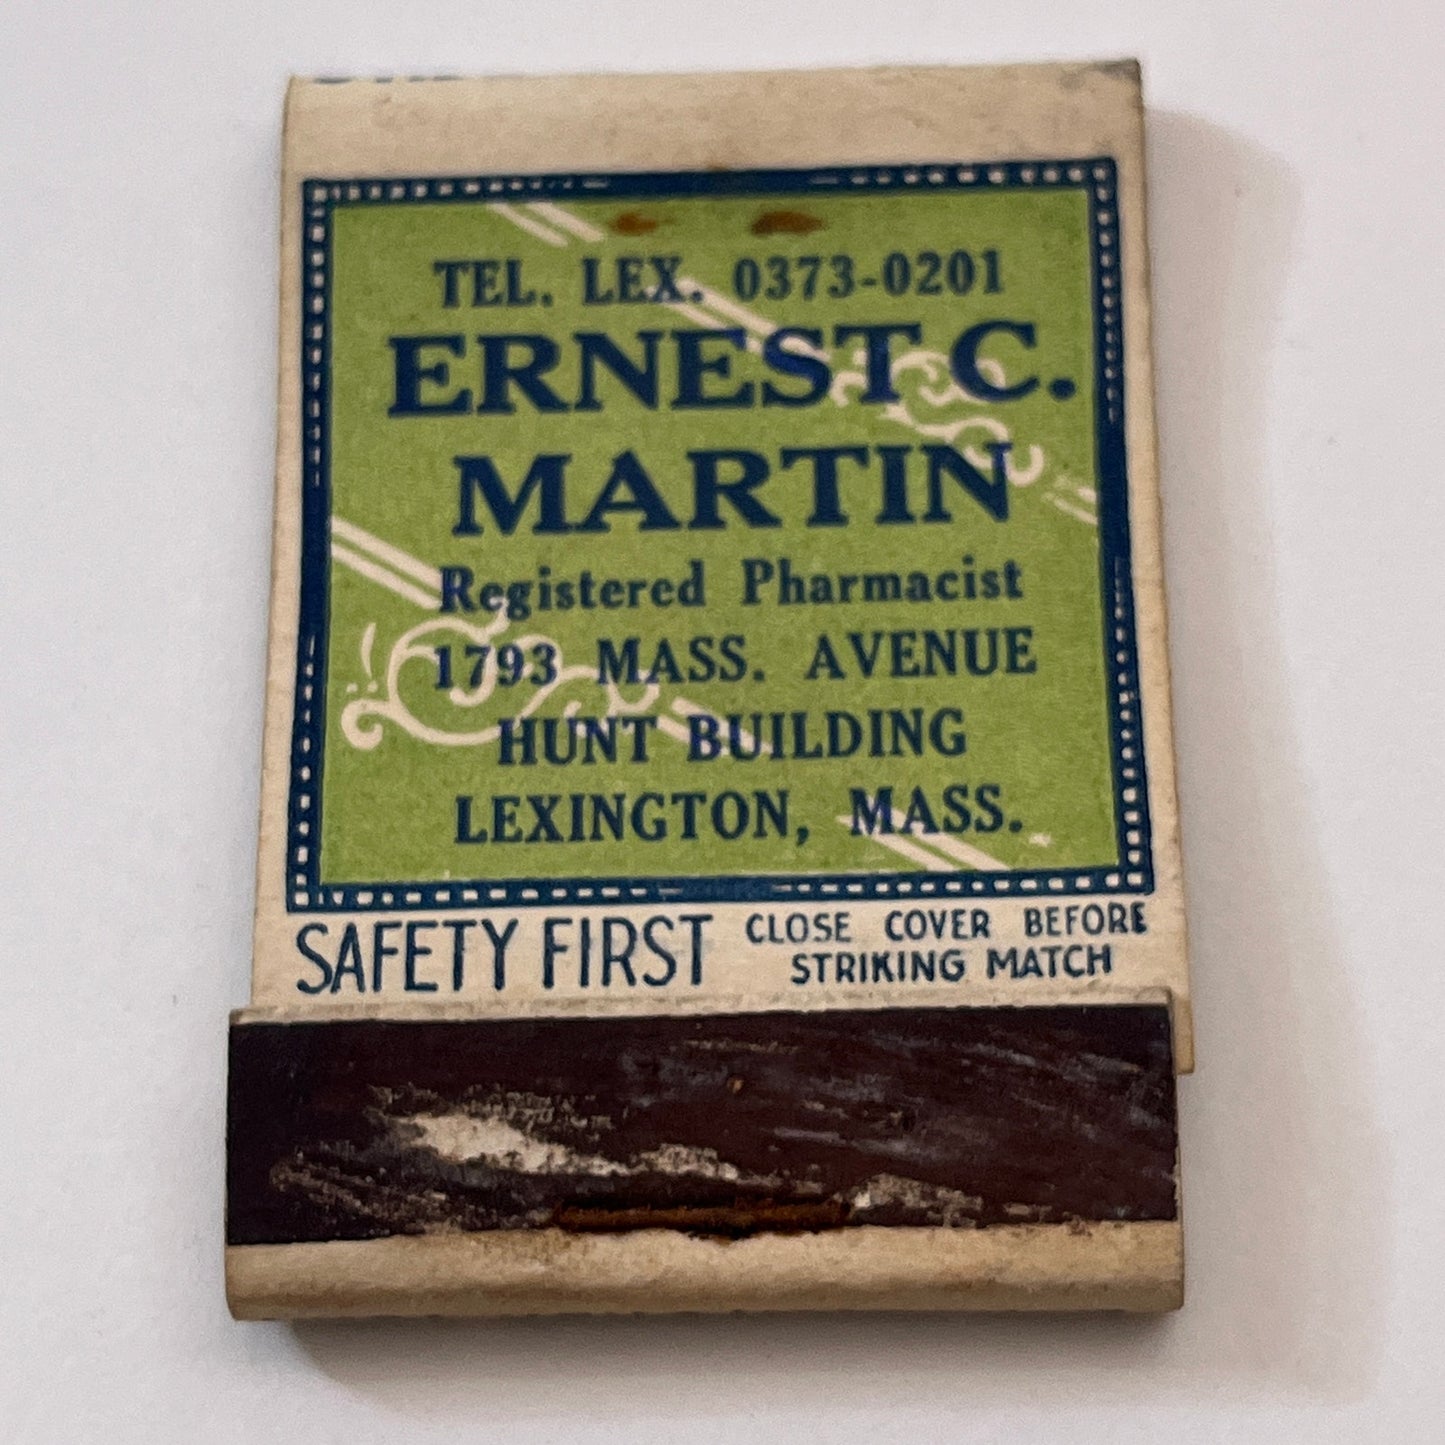 TEL. LEX. 0373-0201
ERNEST C.
MARTIN
Registered Pharmacist
1793 MASS. AVENUE
HUNT BUILDING
LEXINGTON, MASS.
SAFETY FIRST CLOSE COVER BEFORE
STRIKING MATCH